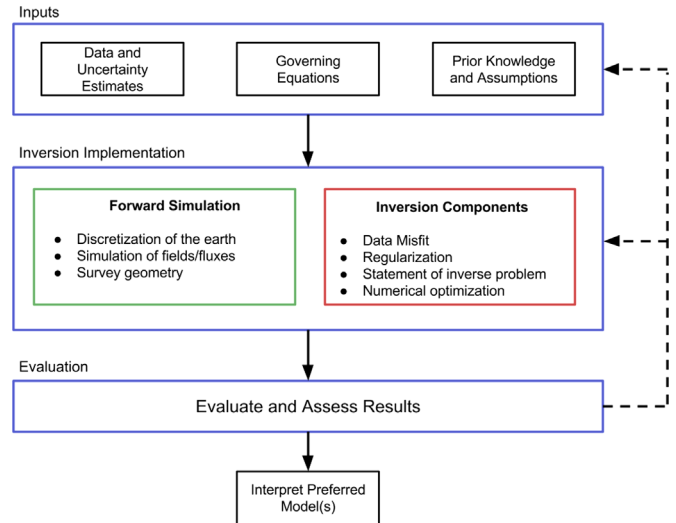 Inputs
Data and
Uncertainty
Estimates
Governing
Equations
Prior Knowledge
and Assumptions
Inversion Implementation
Forward Simulation
● Discretization of the earth
● Simulation of fields/fluxes
● Survey geometry
Inversion Components
● Data Misfit
● Regularization
● Statement of inverse problem
● Numerical optimization
Evaluation
Evaluate and Assess Results
Interpret Preferred
Model(s)